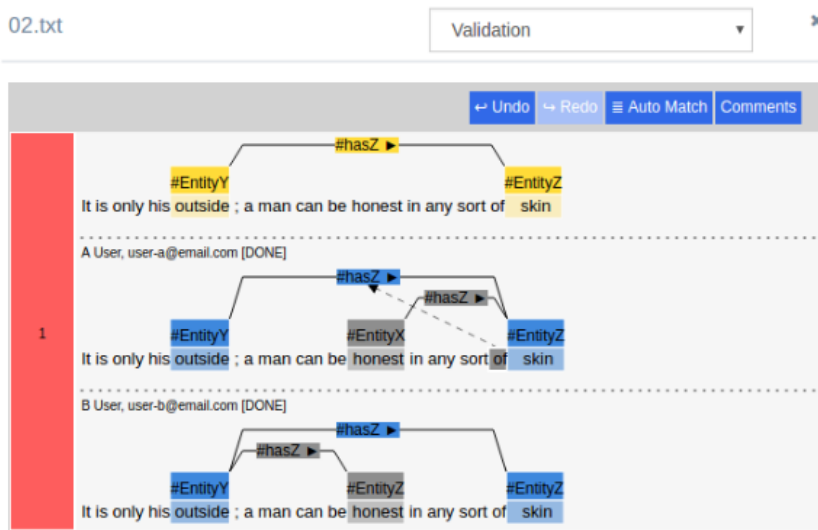 02.txt
Validation ▼
↩ Undo ↪ Redo ≣ Auto Match Comments
#hasZ ►
#EntityY #EntityZ
It is only his outside ; a man can be honest in any sort of skin
A User, user-a@email.com [DONE]
#hasZ ►
#hasZ ►
1
#EntityY #EntityX #EntityZ
It is only his outside ; a man can be honest in any sort of skin
B User, user-b@email.com [DONE]
#hasZ ►
#hasZ ►
#EntityY #EntityZ #EntityZ
It is only his outside ; a man can be honest in any sort of skin